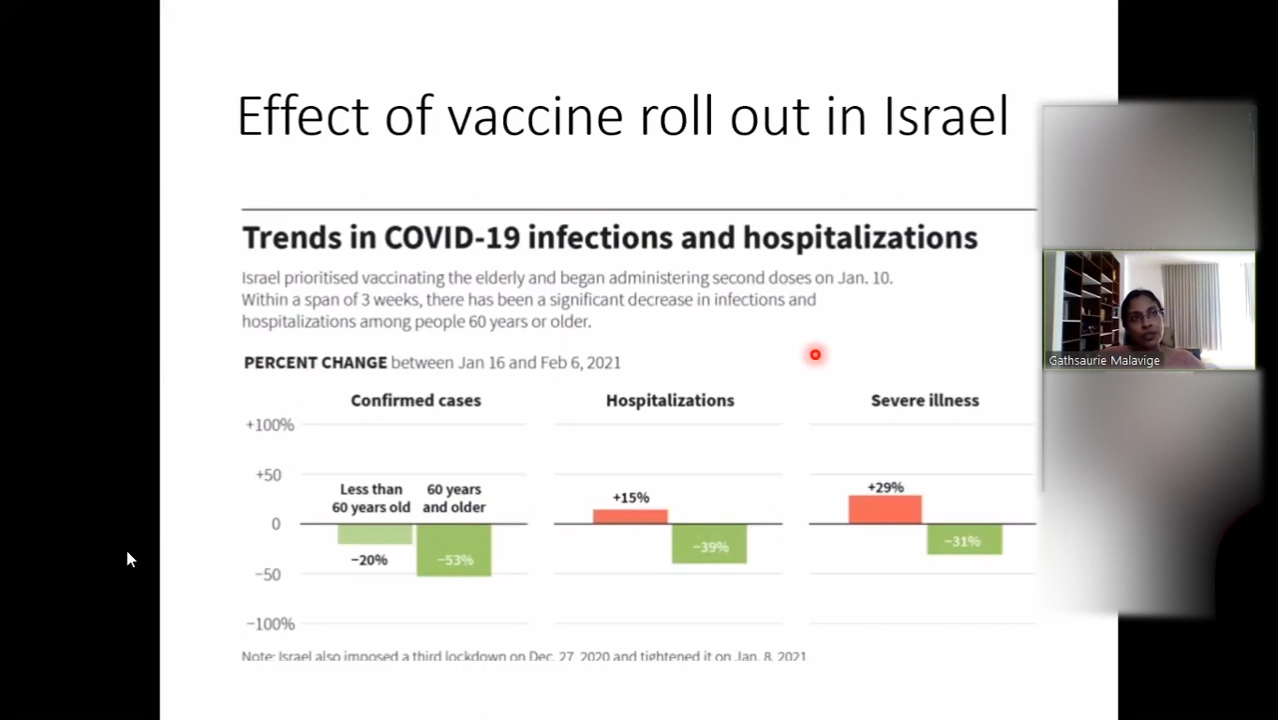 Effect of vaccine roll out in Israel
Trends in COVID-19 infections and hospitalizations
Israel prioritised vaccinating the elderly and began administering second doses on Jan. 10.
Within a span of 3 weeks, there has been a significant decrease in infections and
hospitalizations among people 60 years or older.
PERCENT CHANGE between Jan 16 and Feb 6, 2021
Confirmed cases
Hospitalizations
Severe illness
+100%
+50
0
−50
−100%
Less than
60 years old
60 years
and older
−20%
−53%
+15%
−39%
+29%
−31%
Note: Israel also imposed a third lockdown on Dec. 27, 2020 and tightened it on Jan. 8, 2021
Gathsaurie Malavige